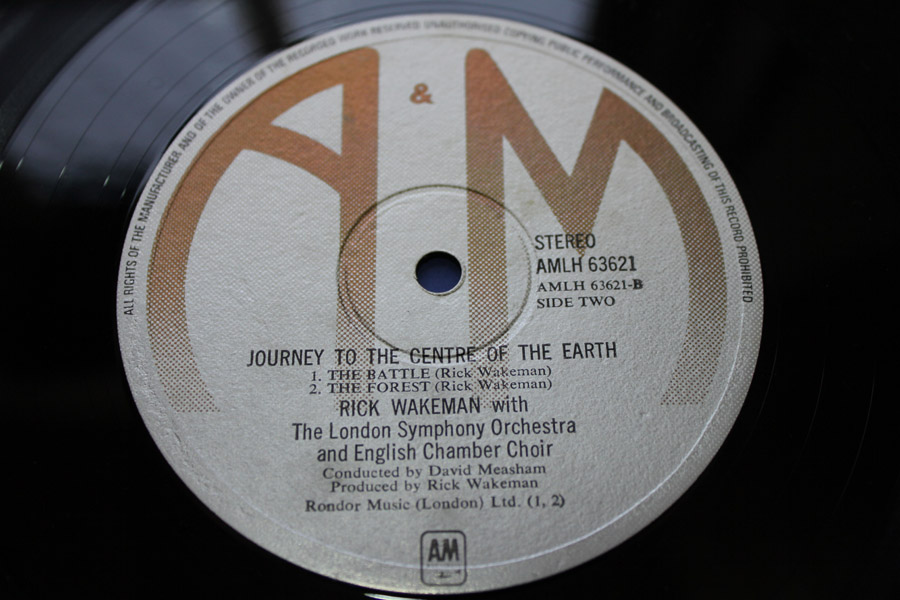 ALL RIGHTS OF THE MANUFACTURER AND OF THE OWNER OF THE RECORDED WORK RESERVED UNAUTHORISED COPYING PUBLIC PERFORMANCE AND BROADCASTING OF THIS RECORD PROHIBITED
A & M
STEREO
AMLH 63621
AMLH 63621-B
SIDE TWO
JOURNEY TO THE CENTRE OF THE EARTH
1. THE BATTLE (Rick Wakeman)
2. THE FOREST (Rick Wakeman)
RICK WAKEMAN with
The London Symphony Orchestra
and English Chamber Choir
Conducted by David Measham
Produced by Rick Wakeman
Rondor Music (London) Ltd. (1, 2)
AM